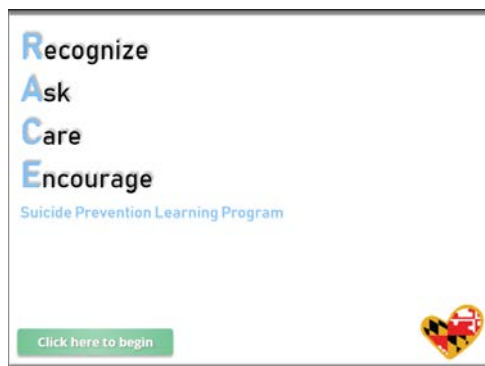 Recognize
Ask
Care
Encourage
Suicide Prevention Learning Program
Click here to begin